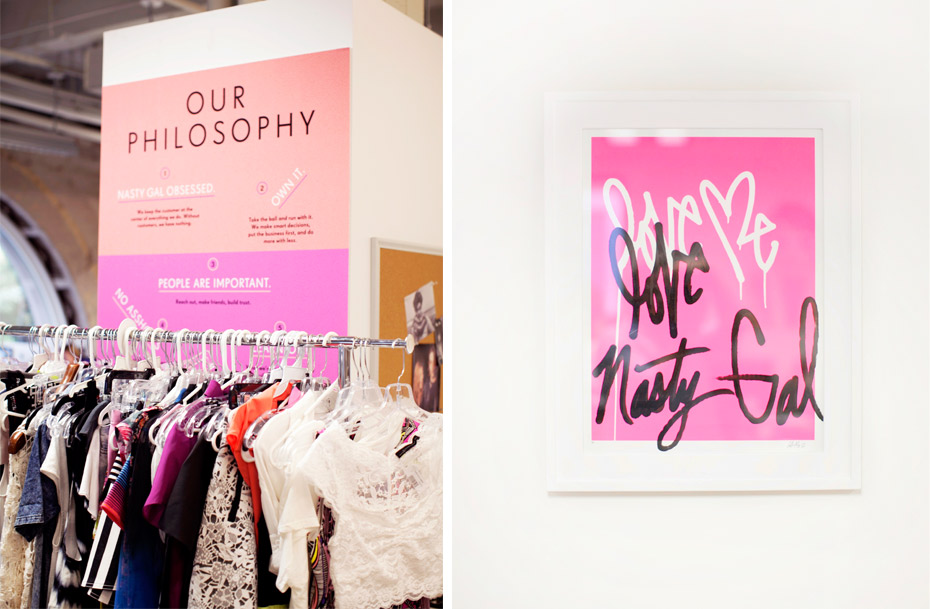 OUR
PHILOSOPHY
1
NASTY GAL OBSESSED.
We keep the customer at the
center of everything we do. Without
customers, we have nothing.
2
OWN IT.
Take the ball and run with it.
We make smart decisions,
put the business first, and do
more with less.
3
PEOPLE ARE IMPORTANT.
Reach out, make friends, build trust.
NO
4
love me
love
Nasty Gal